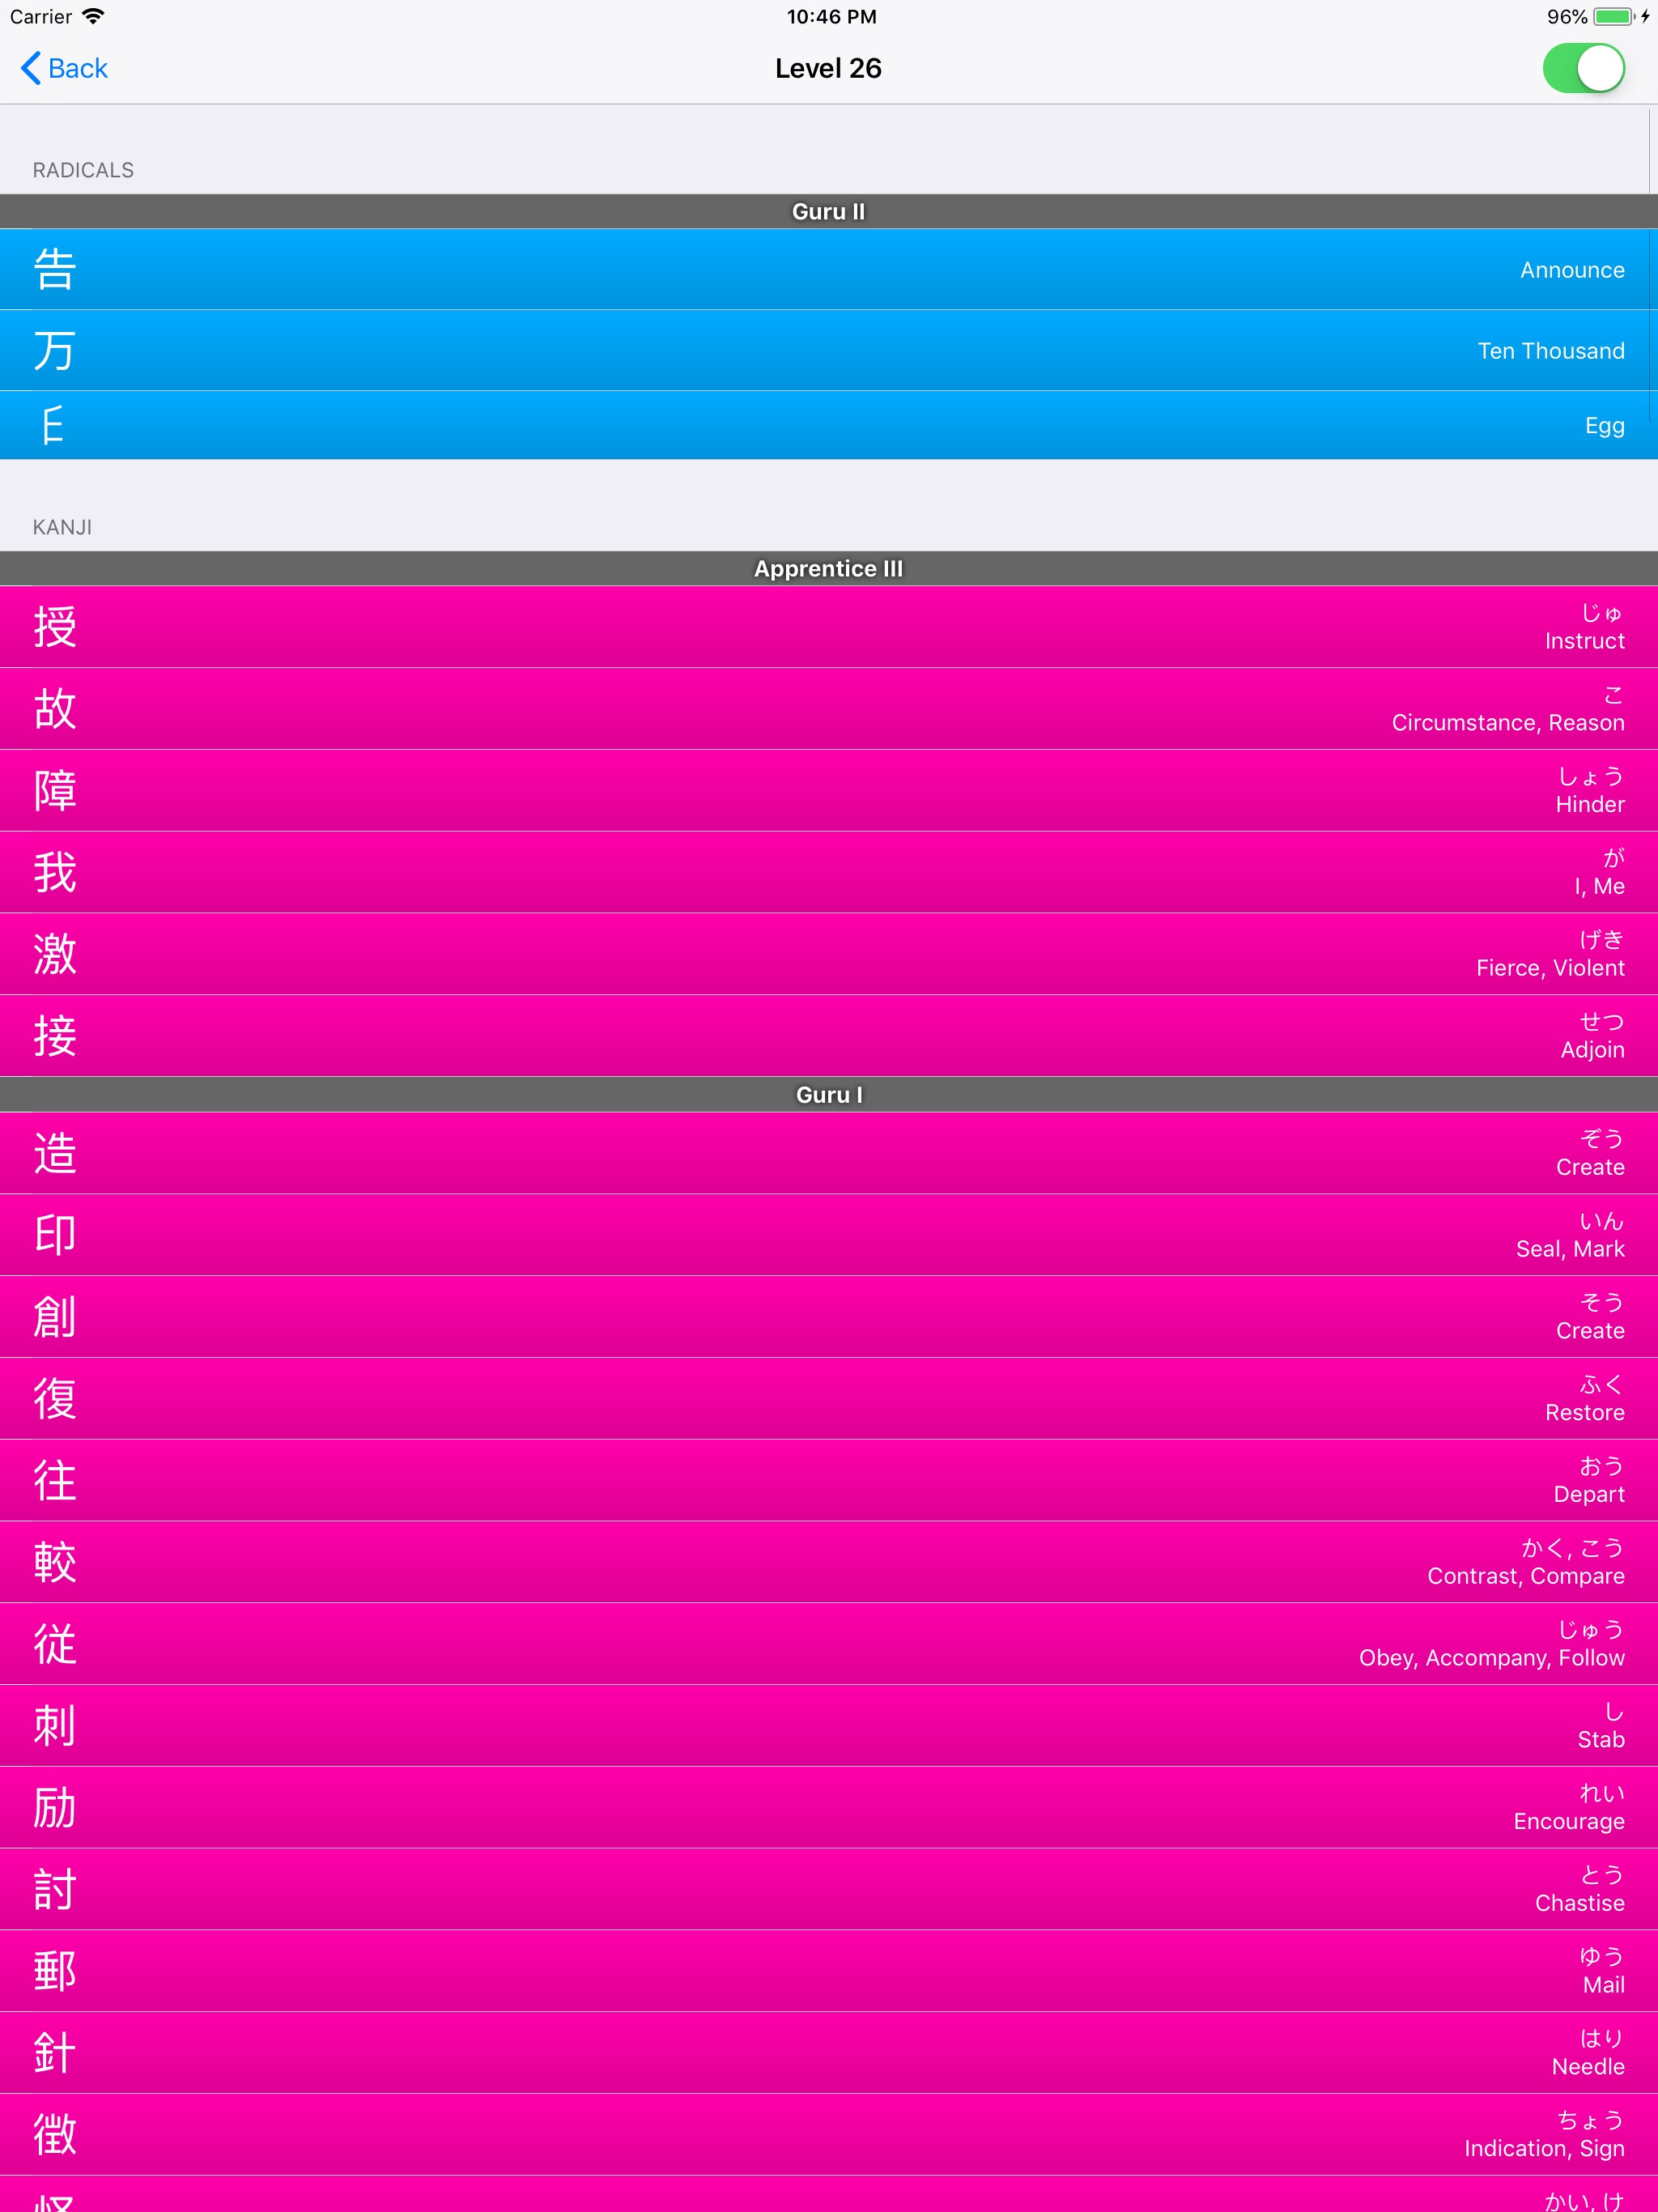 Carrier 10:46 PM 96%
Back Level 26
RADICALS
Guru II
告 Announce
万 Ten Thousand
Egg
KANJI
Apprentice III
授 じゅ
Instruct
故 こ
Circumstance, Reason
障 しょう
Hinder
我 が
I, Me
激 げき
Fierce, Violent
接 せつ
Adjoin
Guru I
造 ぞう
Create
印 いん
Seal, Mark
創 そう
Create
復 ふく
Restore
往 おう
Depart
較 かく, こう
Contrast, Compare
従 じゅう
Obey, Accompany, Follow
刺 し
Stab
励 れい
Encourage
討 とう
Chastise
郵 ゆう
Mail
針 はり
Needle
徴 ちょう
Indication, Sign
かい, け